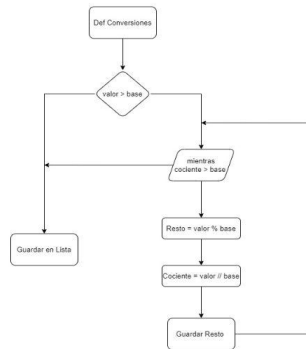 Def Conversiones
valor > base
mientras
cociente > base
Resto = valor % base
Guardar en Lista
Cociente = valor // base
Guardar Resto